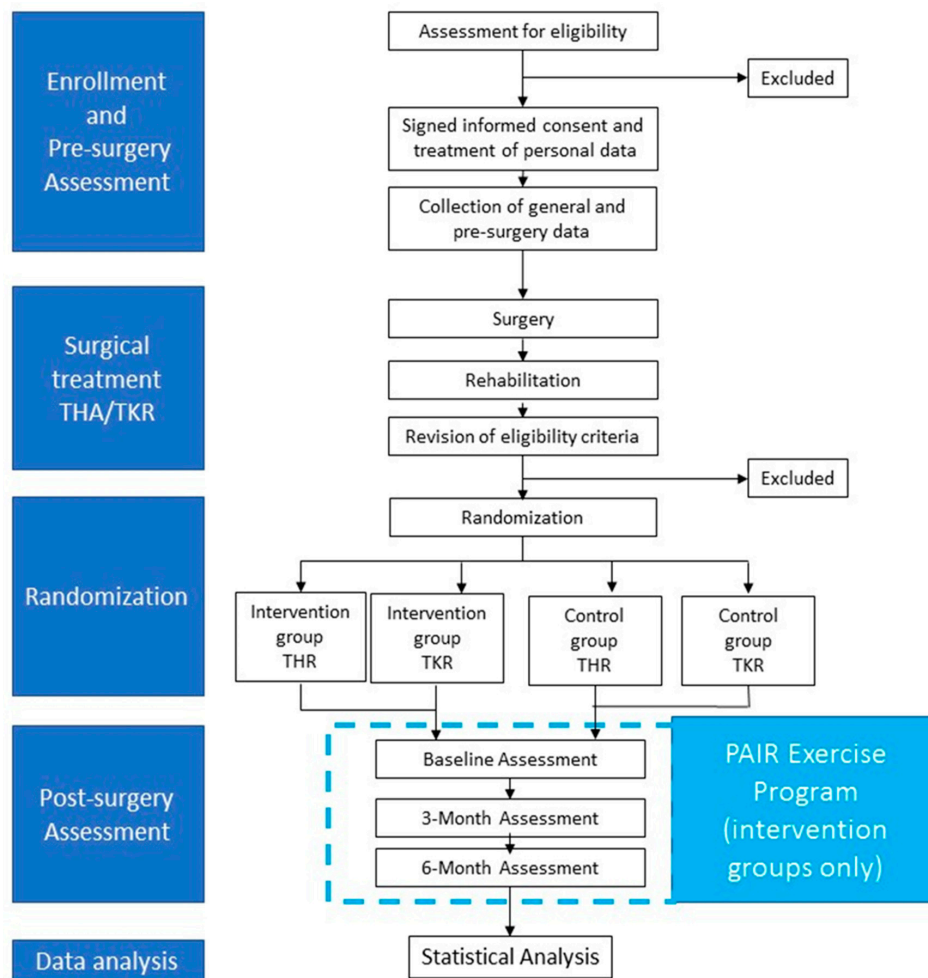 Enrollment
and
Pre-surgery
Assessment
Assessment for eligibility
Excluded
Signed informed consent and
treatment of personal data
Collection of general and
pre-surgery data
Surgical
treatment
THA/TKR
Surgery
Rehabilitation
Revision of eligibility criteria
Excluded
Randomization
Randomization
Intervention
group
THR
Intervention
group
TKR
Control
group
THR
Control
group
TKR
Post-surgery
Assessment
Baseline Assessment
3-Month Assessment
6-Month Assessment
PAIR Exercise
Program
(intervention
groups only)
Data analysis
Statistical Analysis